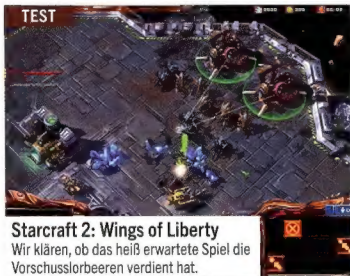 TEST
Starcraft 2: Wings of Liberty
Wir klären, ob das heiß erwartete Spiel die
Vorschusslorbeeren verdient hat.